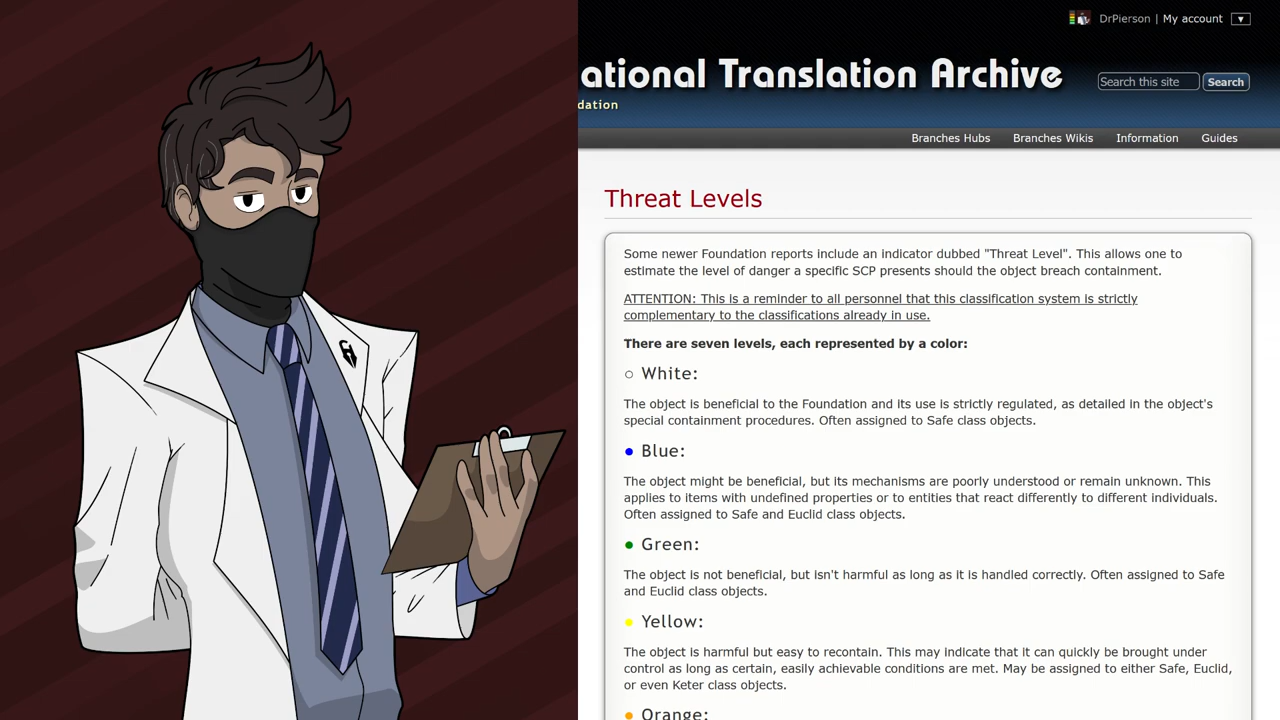 DrPierson | My account ▼
ational Translation Archive
dation
Search this site Search
Branches Hubs Branches Wikis Information Guides
Threat Levels
Some newer Foundation reports include an indicator dubbed "Threat Level". This allows one to
estimate the level of danger a specific SCP presents should the object breach containment.
ATTENTION: This is a reminder to all personnel that this classification system is strictly
complementary to the classifications already in use.
There are seven levels, each represented by a color:
White:
The object is beneficial to the Foundation and its use is strictly regulated, as detailed in the object's
special containment procedures. Often assigned to Safe class objects.
Blue:
The object might be beneficial, but its mechanisms are poorly understood or remain unknown. This
applies to items with undefined properties or to entities that react differently to different individuals.
Often assigned to Safe and Euclid class objects.
Green:
The object is not beneficial, but isn't harmful as long as it is handled correctly. Often assigned to Safe
and Euclid class objects.
Yellow:
The object is harmful but easy to recontain. This may indicate that it can quickly be brought under
control as long as certain, easily achievable conditions are met. May be assigned to either Safe, Euclid,
or even Keter class objects.
Orange: